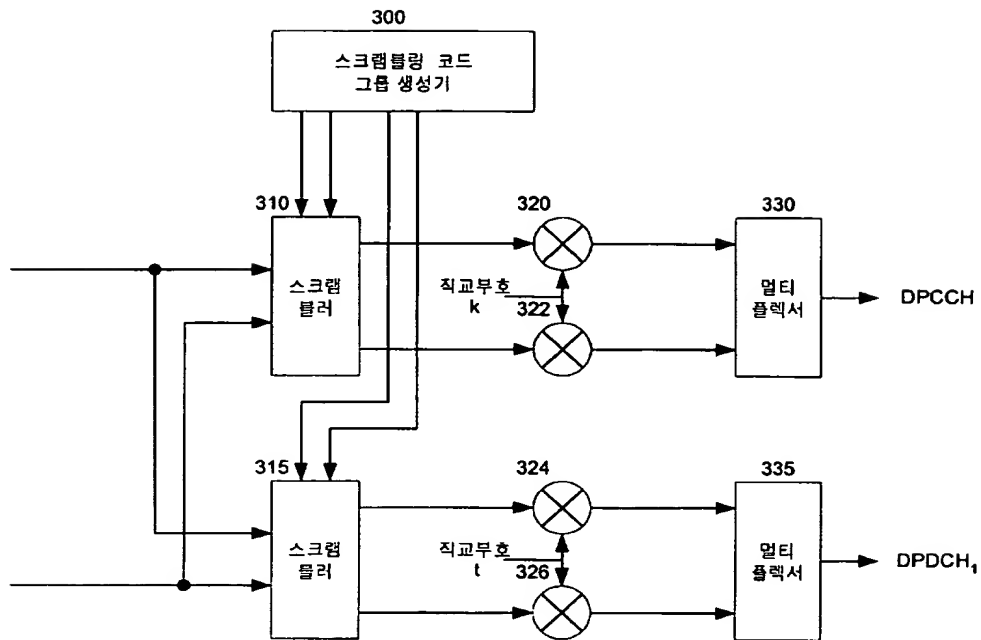 300
스크램블링 코드
그룹 생성기
310
스크램
블러
320
직교부호
k
322
330
멀티
플렉서
DPCCH
315
스크램
블러
324
직교부호
t
326
335
멀티
플렉서
DPDCH₁